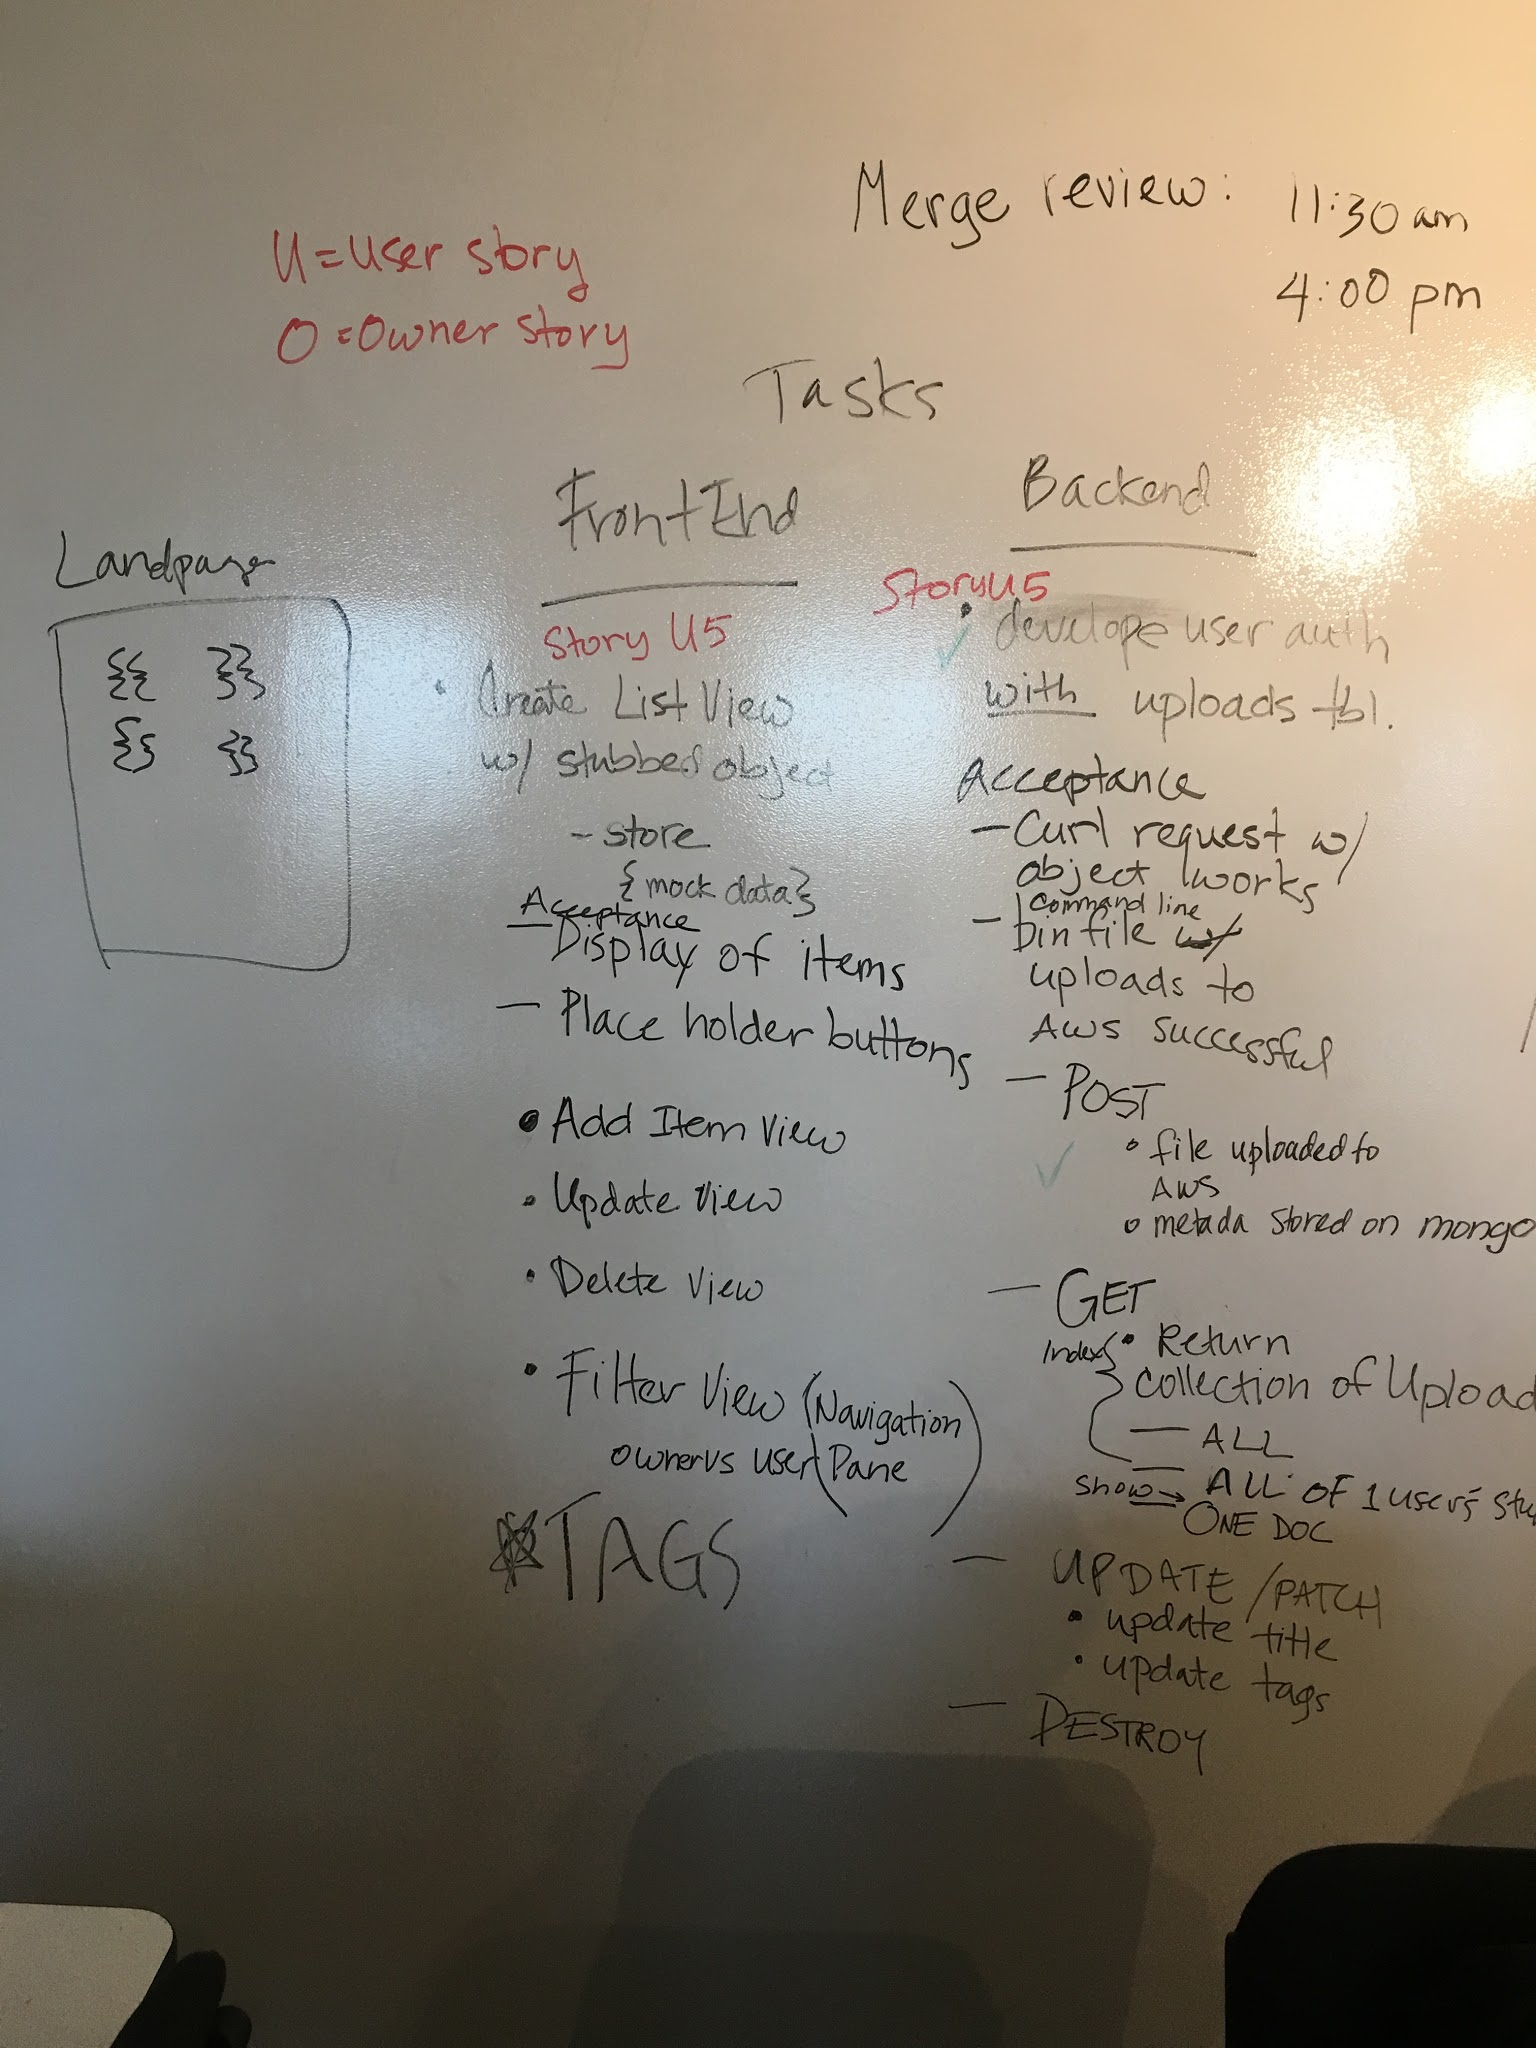 Merge review: 11:30 am
4:00 pm
U=User story
O=Owner story
Tasks
Landpage
{{ }}
{{ }}
FrontEnd
Story U5
• Create List View
w/ stubbed object
- store
{mock data}
Acceptance
- Display of items
- Place holder buttons
• Add Item View
• Update View
• Delete View
• Filter View (Navigation
owner vs user (Pane )
TAGS
Backend
Story U5
• develope user auth
with uploads tbl.
Acceptance
- Curl request w/
object works
command line
- bin file w/
uploads to
AWS successful
- POST
• file uploaded to
AWS
• metada stored on mongo
- GET
index { • Return
collection of Upload
- ALL
show → - ALL OF 1 user's
ONE DOC
- UPDATE / PATCH
• update title
• update tags
- DESTROY